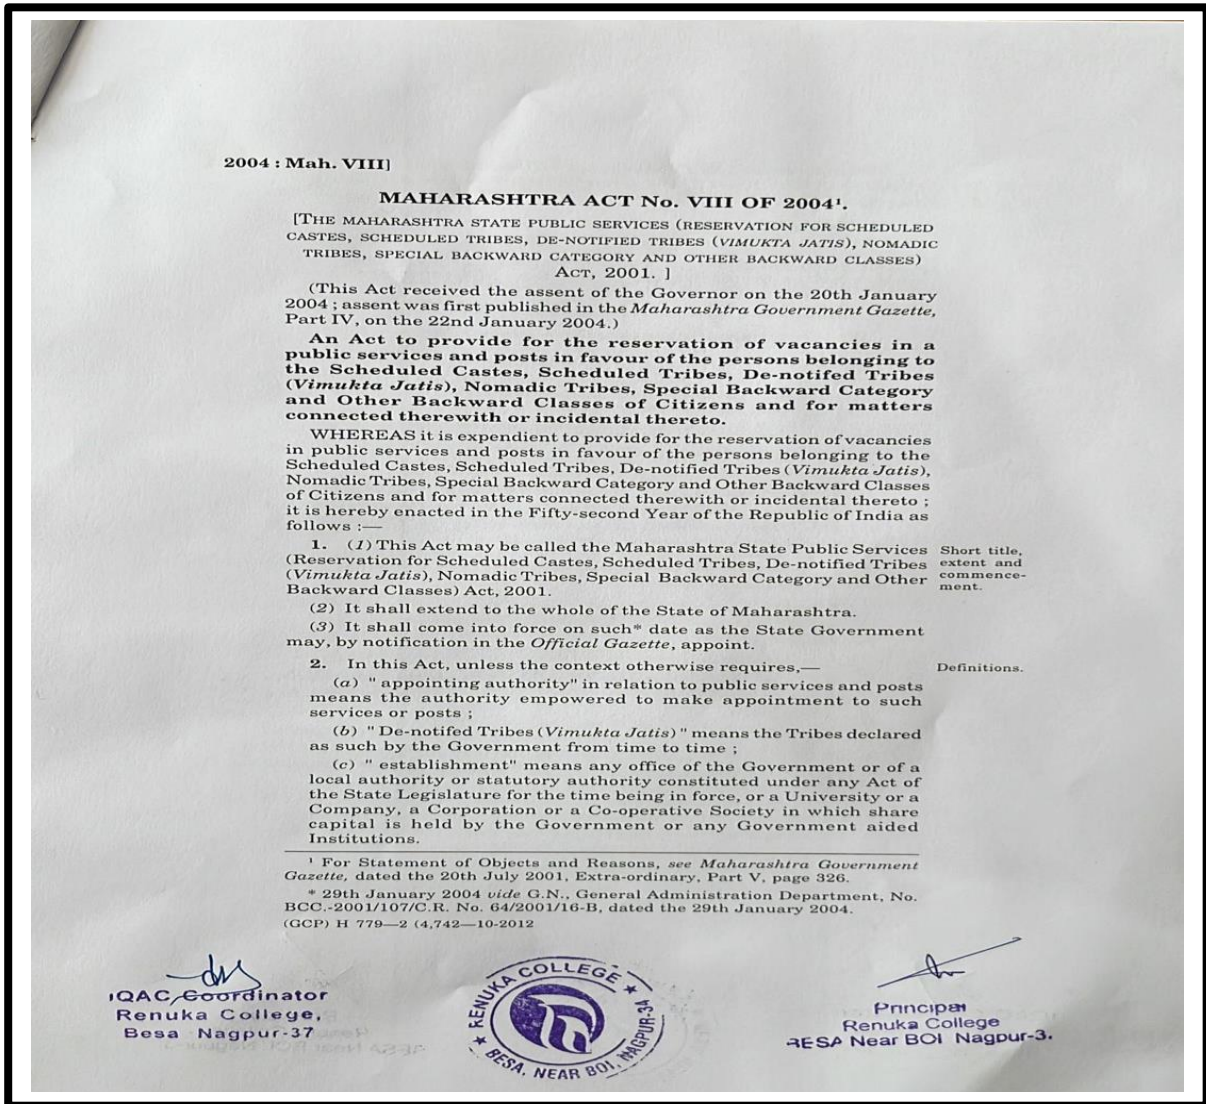 2004 : Mah. VIII]
MAHARASHTRA ACT No. VIII OF 2004¹.
[THE MAHARASHTRA STATE PUBLIC SERVICES (RESERVATION FOR SCHEDULED
CASTES, SCHEDULED TRIBES, DE-NOTIFIED TRIBES (VIMUKTA JATIS), NOMADIC
TRIBES, SPECIAL BACKWARD CATEGORY AND OTHER BACKWARD CLASSES)
ACT, 2001. ]
(This Act received the assent of the Governor on the 20th January
2004 ; assent was first published in the Maharashtra Government Gazette,
Part IV, on the 22nd January 2004.)
An Act to provide for the reservation of vacancies in a
public services and posts in favour of the persons belonging to
the Scheduled Castes, Scheduled Tribes, De-notifed Tribes
(Vimukta Jatis), Nomadic Tribes, Special Backward Category
and Other Backward Classes of Citizens and for matters
connected therewith or incidental thereto.
WHEREAS it is expendient to provide for the reservation of vacancies
in public services and posts in favour of the persons belonging to the
Scheduled Castes, Scheduled Tribes, De-notified Tribes (Vimukta Jatis),
Nomadic Tribes, Special Backward Category and Other Backward Classes
of Citizens and for matters connected therewith or incidental thereto ;
it is hereby enacted in the Fifty-second Year of the Republic of India as
follows :—
1. (1) This Act may be called the Maharashtra State Public Services
(Reservation for Scheduled Castes, Scheduled Tribes, De-notified Tribes
(Vimukta Jatis), Nomadic Tribes, Special Backward Category and Other
Backward Classes) Act, 2001.
Short title,
extent and
commence-
ment.
(2) It shall extend to the whole of the State of Maharashtra.
(3) It shall come into force on such* date as the State Government
may, by notification in the Official Gazette, appoint.
2. In this Act, unless the context otherwise requires,—
Definitions.
(a) " appointing authority" in relation to public services and posts
means the authority empowered to make appointment to such
services or posts ;
(b) " De-notifed Tribes (Vimukta Jatis) " means the Tribes declared
as such by the Government from time to time ;
(c) " establishment" means any office of the Government or of a
local authority or statutory authority constituted under any Act of
the State Legislature for the time being in force, or a University or a
Company, a Corporation or a Co-operative Society in which share
capital is held by the Government or any Government aided
Institutions.
¹ For Statement of Objects and Reasons, see Maharashtra Government
Gazette, dated the 20th July 2001, Extra-ordinary, Part V, page 326.
* 29th January 2004 vide G.N., General Administration Department, No.
BCC.-2001/107/C.R. No. 64/2001/16-B, dated the 29th January 2004.
(GCP) H 779—2 (4,742—10-2012
IQAC Coordinator
Renuka College,
Besa Nagpur-37
★ RENUKA COLLEGE ★
BESA, NEAR BOI, NAGPUR-34
Principal
Renuka College
BESA Near BOI Nagpur-3.